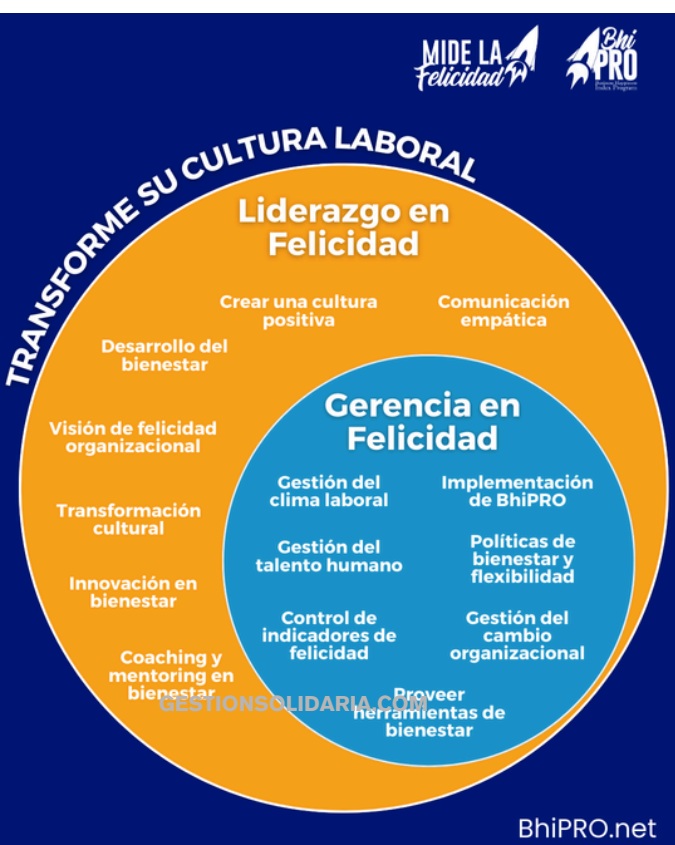 MIDE LA
Felicidad
Bhi
PRO
TRANSFORME SU CULTURA LABORAL
Liderazgo en
Felicidad
Crear una cultura
positiva
Comunicación
empática
Desarrollo del
bienestar
Visión de felicidad
organizacional
Transformación
cultural
Innovación en
bienestar
Coaching y
mentoring en
bienestar
Gerencia en
Felicidad
Gestión del
clima laboral
Implementación
de BhiPRO
Gestión del
talento humano
Políticas de
bienestar y
flexibilidad
Control de
indicadores de
felicidad
Gestión del
cambio
organizacional
Proveer
herramientas de
bienestar
GESTIONSOLIDARIA.COM
BhiPRO.net